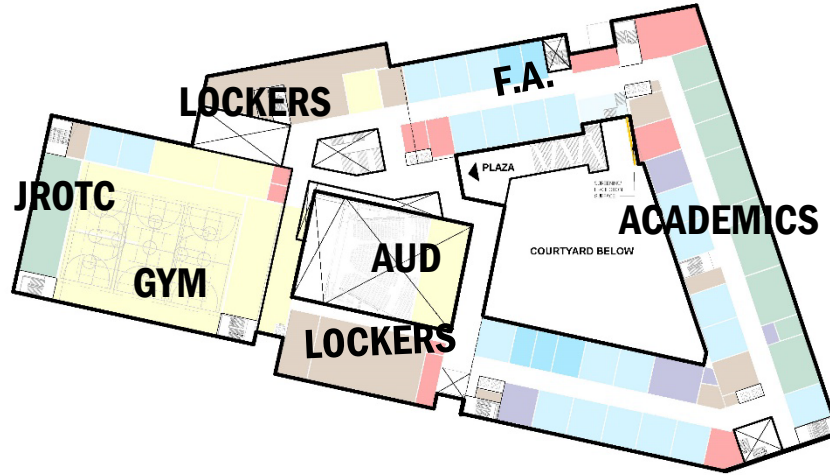 F.A.
LOCKERS
PLAZA
JROTC
ACADEMICS
AUD
COURTYARD BELOW
GYM
LOCKERS